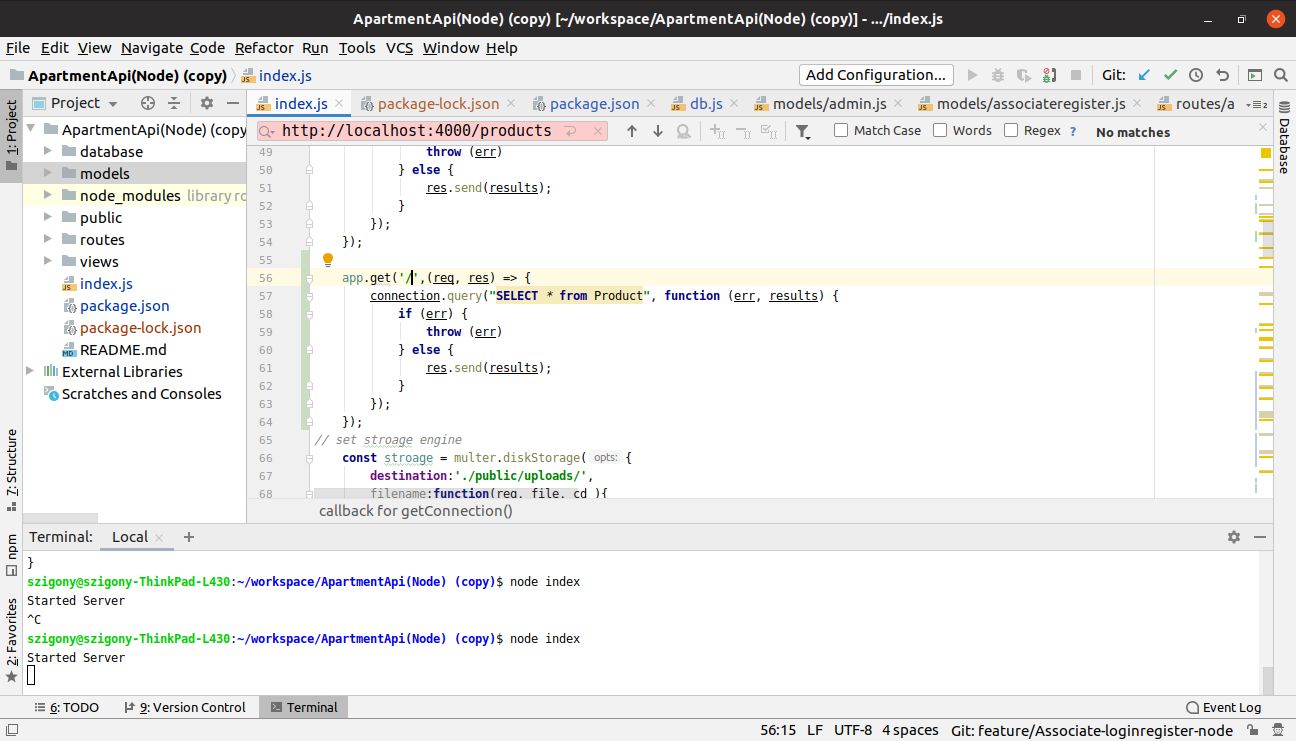 ApartmentApi(Node) (copy) [~/workspace/ApartmentApi(Node) (copy)] - .../index.js
File Edit View Navigate Code Refactor Run Tools VCS Window Help
ApartmentApi(Node) (copy) index.js Add Configuration... Git:
1: Project
Project
index.js package-lock.json package.json db.js models/admin.js models/associateregister.js routes/a
http://localhost:4000/products Match Case Words Regex ? No matches
Database
ApartmentApi(Node) (copy)
database
models
node_modules library ro
public
routes
views
index.js
package.json
package-lock.json
README.md
External Libraries
Scratches and Consoles
49 throw (err)
50 } else {
51 res.send(results);
52 }
53 });
54 });
55
56 app.get('/',(req, res) => {
57 connection.query("SELECT * from Product", function (err, results) {
58 if (err) {
59 throw (err)
60 } else {
61 res.send(results);
62 }
63 });
64 });
65 // set stroage engine
66 const stroage = multer.diskStorage( opts: {
67 destination:'./public/uploads/',
68 filename:function(req, file, cd ){
callback for getConnection()
7: Structure
npm
2: Favorites
Terminal: Local
}
szigony@szigony-ThinkPad-L430:~/workspace/ApartmentApi(Node) (copy)$ node index
Started Server
^C
szigony@szigony-ThinkPad-L430:~/workspace/ApartmentApi(Node) (copy)$ node index
Started Server
6: TODO 9: Version Control Terminal Event Log
56:15 LF UTF-8 4 spaces Git: feature/Associate-loginregister-node